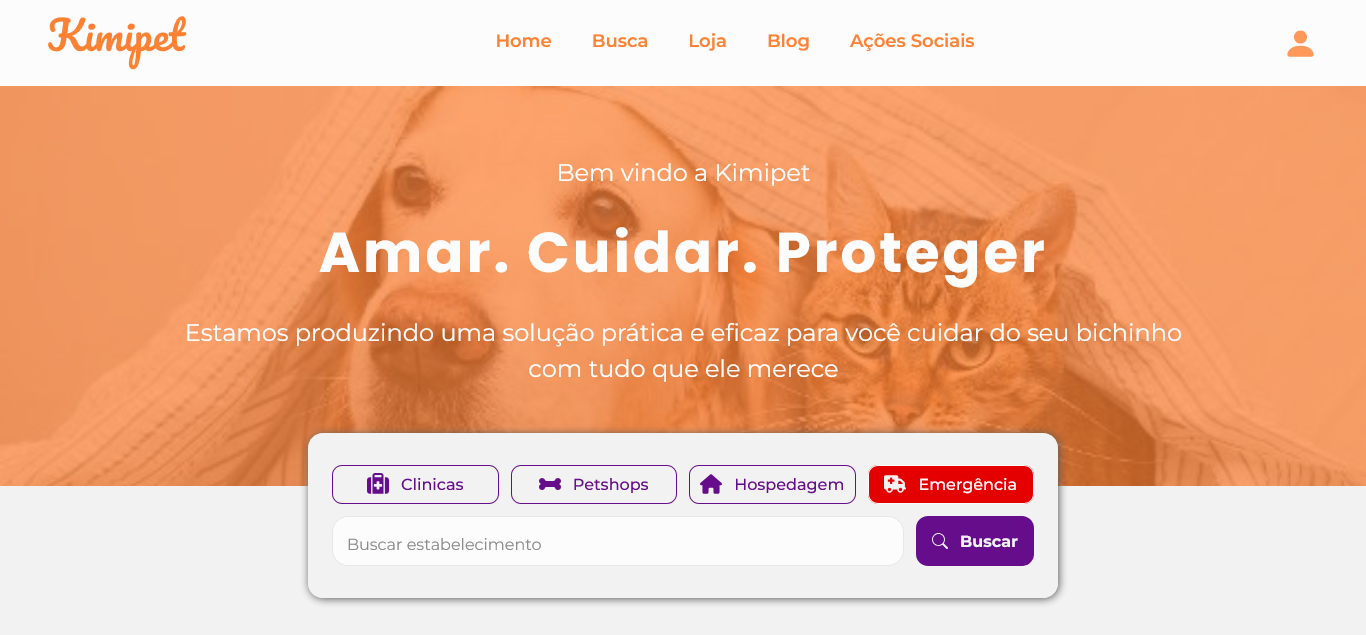 Kimipet
Home Busca Loja Blog Ações Sociais
Bem vindo a Kimipet
Amar. Cuidar. Proteger
Estamos produzindo uma solução prática e eficaz para você cuidar do seu bichinho
com tudo que ele merece
Clinicas Petshops Hospedagem Emergência
Buscar estabelecimento Buscar